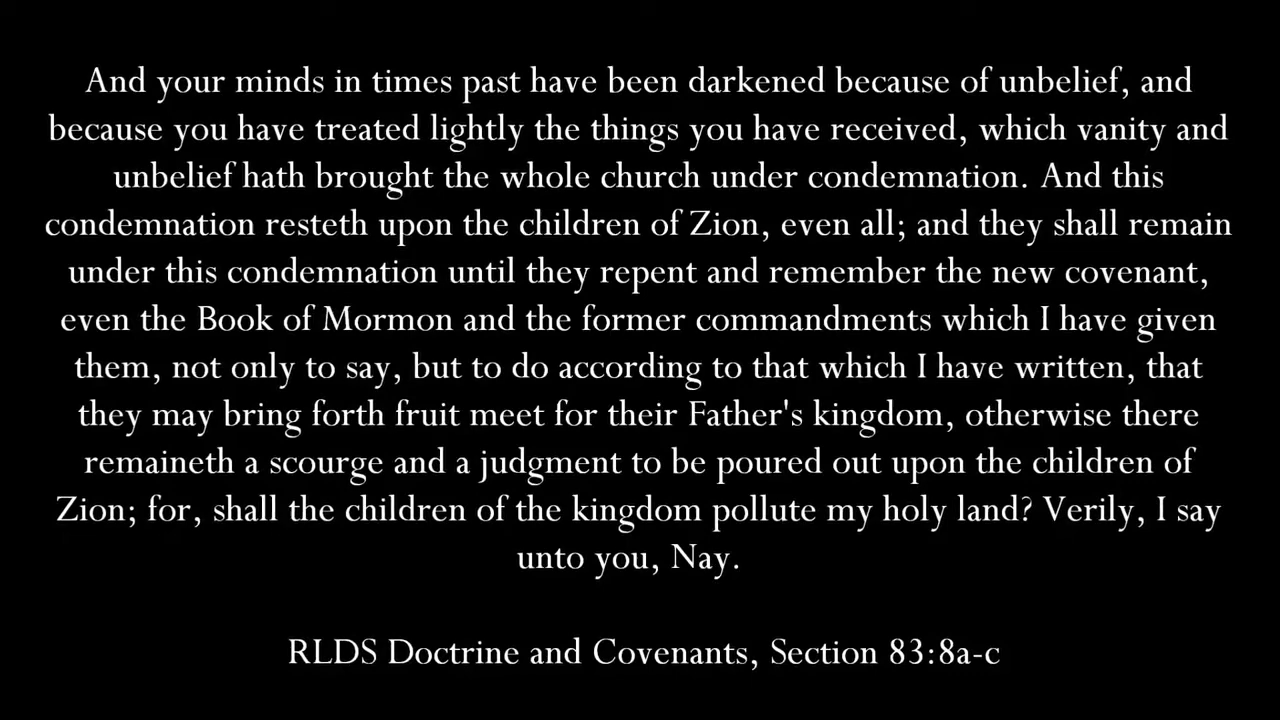 And your minds in times past have been darkened because of unbelief, and
because you have treated lightly the things you have received, which vanity and
unbelief hath brought the whole church under condemnation. And this
condemnation resteth upon the children of Zion, even all; and they shall remain
under this condemnation until they repent and remember the new covenant,
even the Book of Mormon and the former commandments which I have given
them, not only to say, but to do according to that which I have written, that
they may bring forth fruit meet for their Father's kingdom, otherwise there
remaineth a scourge and a judgment to be poured out upon the children of
Zion; for, shall the children of the kingdom pollute my holy land? Verily, I say
unto you, Nay.
RLDS Doctrine and Covenants, Section 83:8a-c